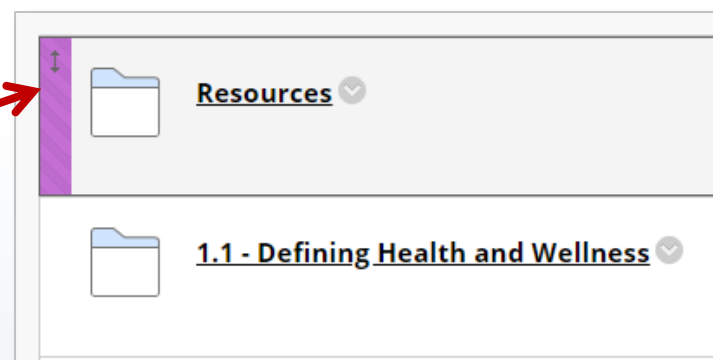 Resources
1.1 - Defining Health and Wellness